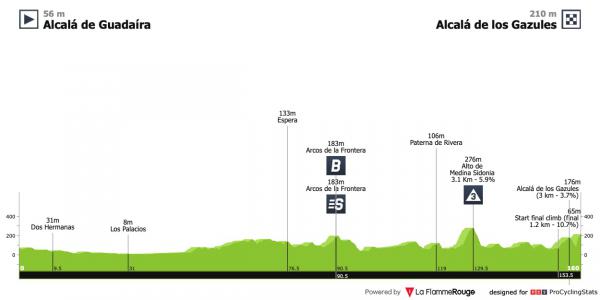 56 m
Alcalá de Guadaíra
210 m
Alcalá de los Gazules
133m
Espera
183m
Arcos de la Frontera
B
183m
Arcos de la Frontera
S
106m
Paterna de Rivera
276m
Alto de
Medina Sidonia
3.1 Km - 5.9%
3
176m
Alcalá de los Gazules
(3 km - 3.7%)
65m
Start final climb (final
1.2 km - 10.7%)
31m
Dos Hermanas
8m
Los Palacios
400
200
0
400
200
0
0
9.5
31
76.5
90.5
119
129.5
160
90.5
153.5
Powered by LaFlammeRouge
designed for PCS ProCyclingStats